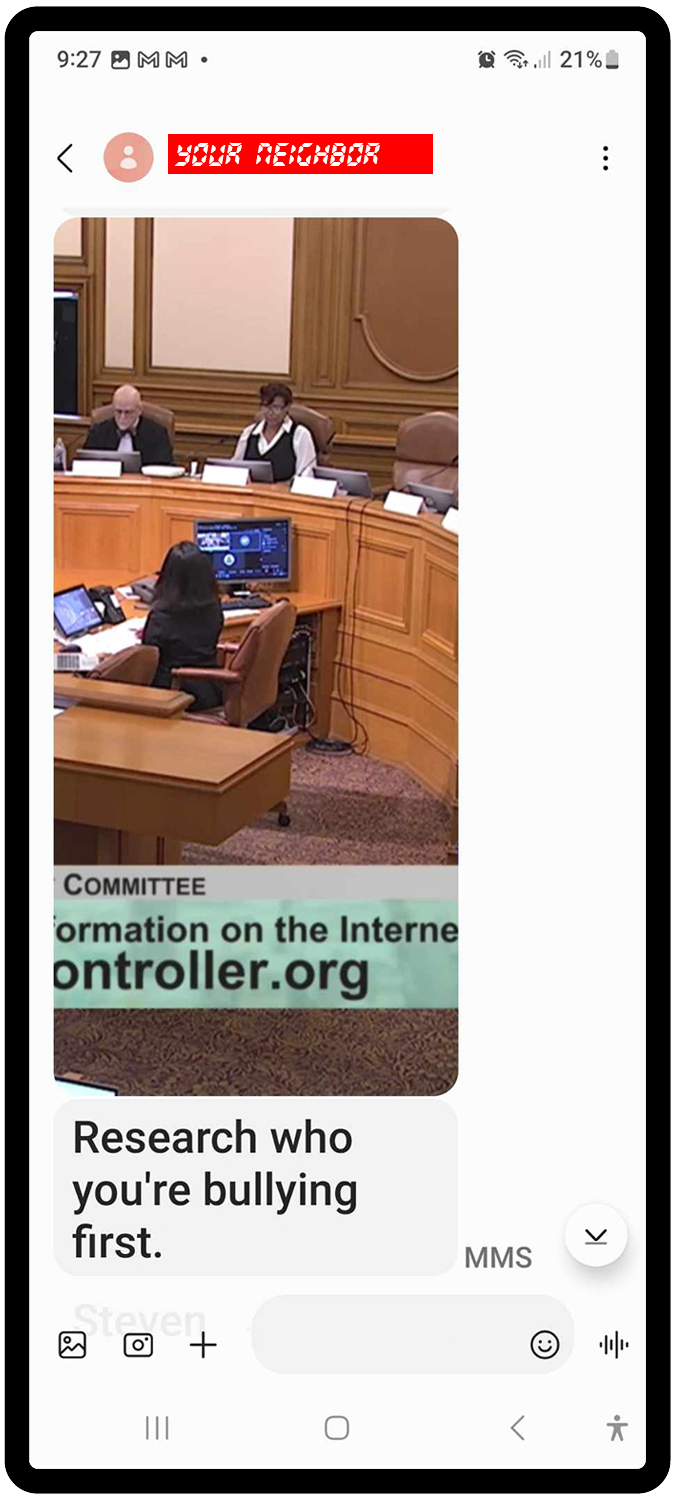 9:27
21%
YOUR NEIGHBOR
COMMITTEE
formation on the Interne
ontroller.org
Research who
you're bullying
first.
MMS
Steven